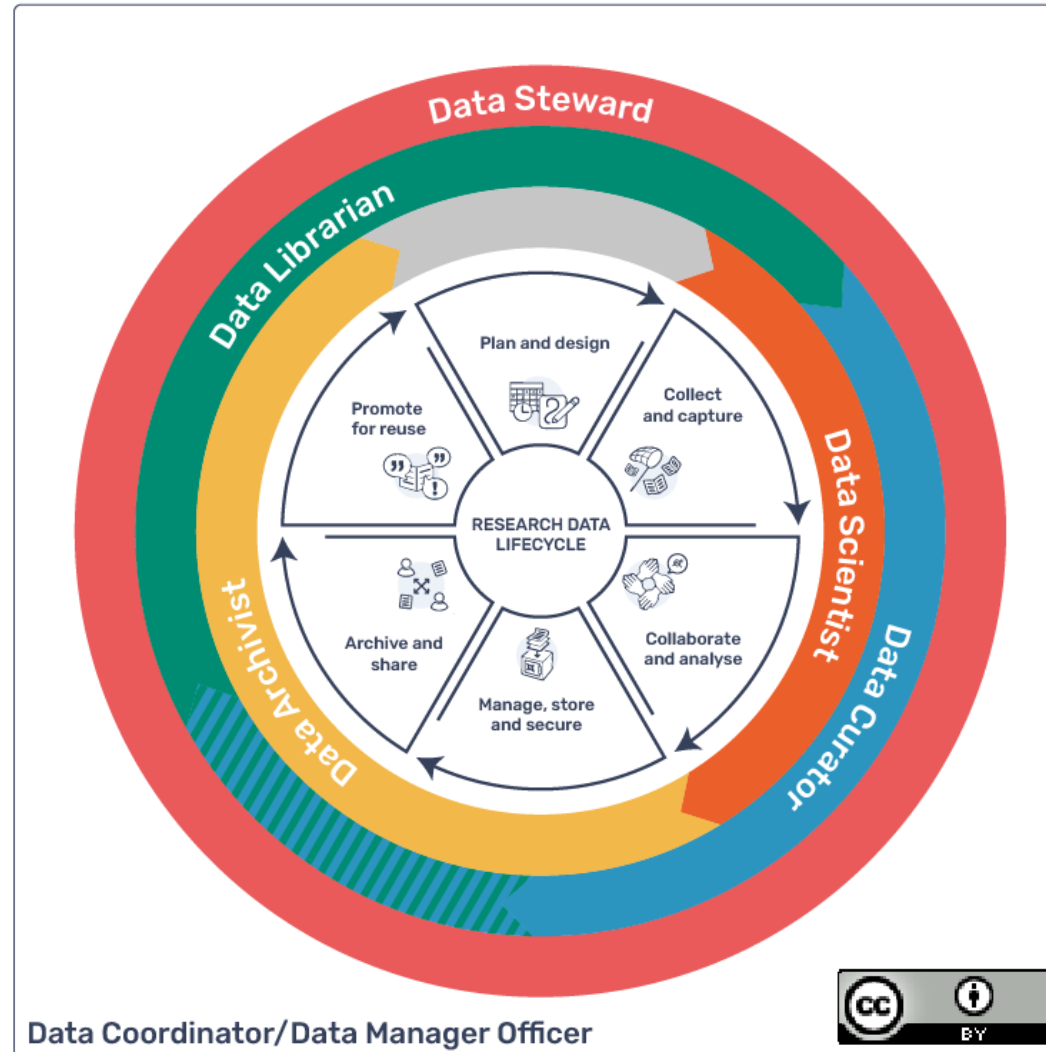 Data Steward
Data Librarian
Plan and design
Collect
and capture
Promote
for reuse
RESEARCH DATA
LIFECYCLE
Data Scientist
Data Archivist
Archive and
share
Collaborate
and analyse
Manage, store
and secure
Data Curator
Data Coordinator/Data Manager Officer
cc
BY